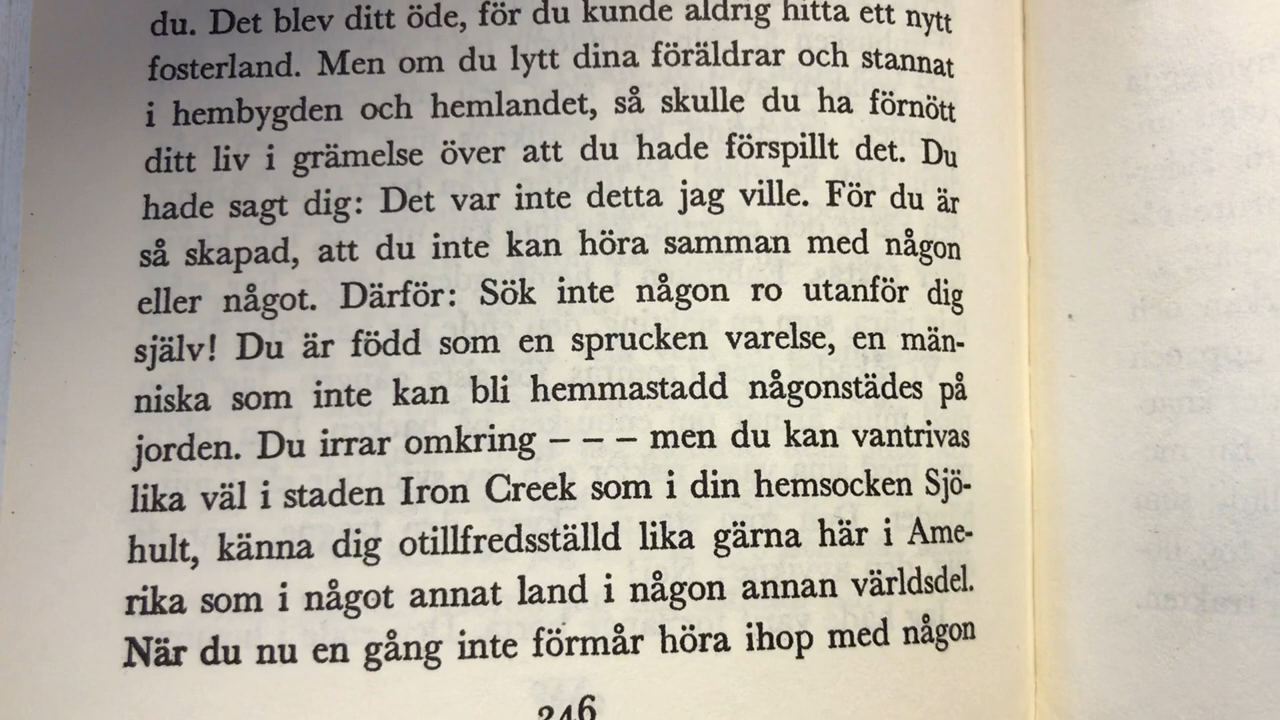 du. Det blev ditt öde, för du kunde aldrig hitta ett nytt
fosterland. Men om du lytt dina föräldrar och stannat
i hembygden och hemlandet, så skulle du ha förnött
ditt liv i grämelse över att du hade förspillt det. Du
hade sagt dig: Det var inte detta jag ville. För du är
så skapad, att du inte kan höra samman med någon
eller något. Därför: Sök inte någon ro utanför dig
själv! Du är född som en sprucken varelse, en män-
niska som inte kan bli hemmastadd någonstädes på
jorden. Du irrar omkring – – – men du kan vantrivas
lika väl i staden Iron Creek som i din hemsocken Sjö-
hult, känna dig otillfredsställd lika gärna här i Ame-
rika som i något annat land i någon annan världsdel.
När du nu en gång inte förmår höra ihop med någon
246